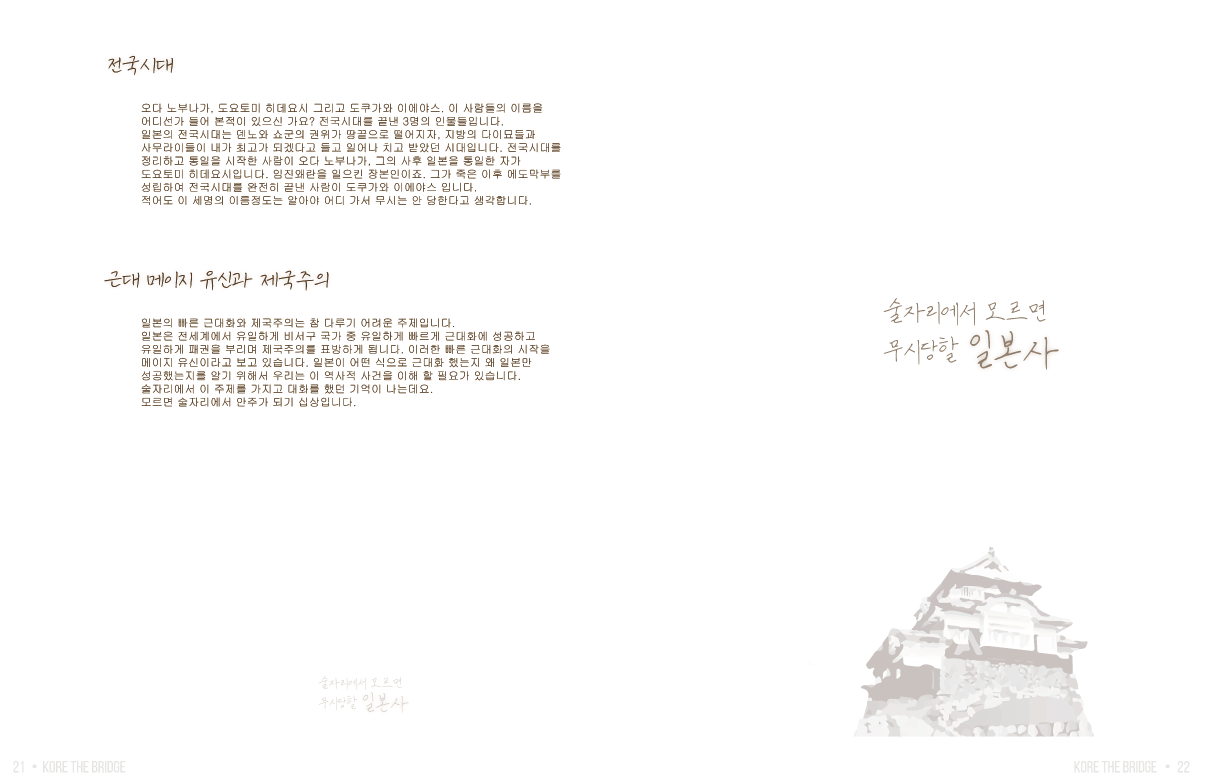 전국시대
오다 노부나가, 도요토미 히데요시 그리고 도쿠가와 이에야스. 이 사람들의 이름을
어디선가 들어 본적이 있으신 가요? 전국시대를 끝낸 3명의 인물들입니다.
일본의 전국시대는 덴노와 쇼군의 권위가 땅끝으로 떨어지자, 지방의 다이묘들과
사무라이들이 내가 최고가 되겠다고 들고 일어나 치고 받았던 시대입니다. 전국시대를
정리하고 통일을 시작한 사람이 오다 노부나가, 그의 사후 일본을 통일한 자가
도요토미 히데요시입니다. 임진왜란을 일으킨 장본인이죠. 그가 죽은 이후 에도막부를
성립하여 전국시대를 완전히 끝낸 사람이 도쿠가와 이에야스 입니다.
적어도 이 세명의 이름정도는 알아야 어디 가서 무시는 안 당한다고 생각합니다.
근대 메이지 유신과 제국주의
일본의 빠른 근대화와 제국주의는 참 다루기 어려운 주제입니다.
일본은 전세계에서 유일하게 비서구 국가 중 유일하게 빠르게 근대화에 성공하고
유일하게 패권을 부리며 제국주의를 표방하게 됩니다. 이러한 빠른 근대화의 시작을
메이지 유신이라고 보고 있습니다. 일본이 어떤 식으로 근대화 했는지 왜 일본만
성공했는지를 알기 위해서 우리는 이 역사적 사건을 이해 할 필요가 있습니다.
술자리에서 이 주제를 가지고 대화를 했던 기억이 나는데요.
모르면 술자리에서 안주가 되기 십상입니다.
술자리에서 모르면
무시당할 일본사
21 • KORE THE BRIDGE
술자리에서 모르면
무시당할 일본사
KORE THE BRIDGE • 22